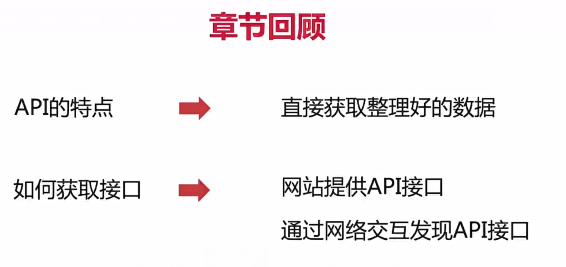 章节回顾
API的特点
直接获取整理好的数据
如何获取接口
网站提供API接口
通过网络交互发现API接口